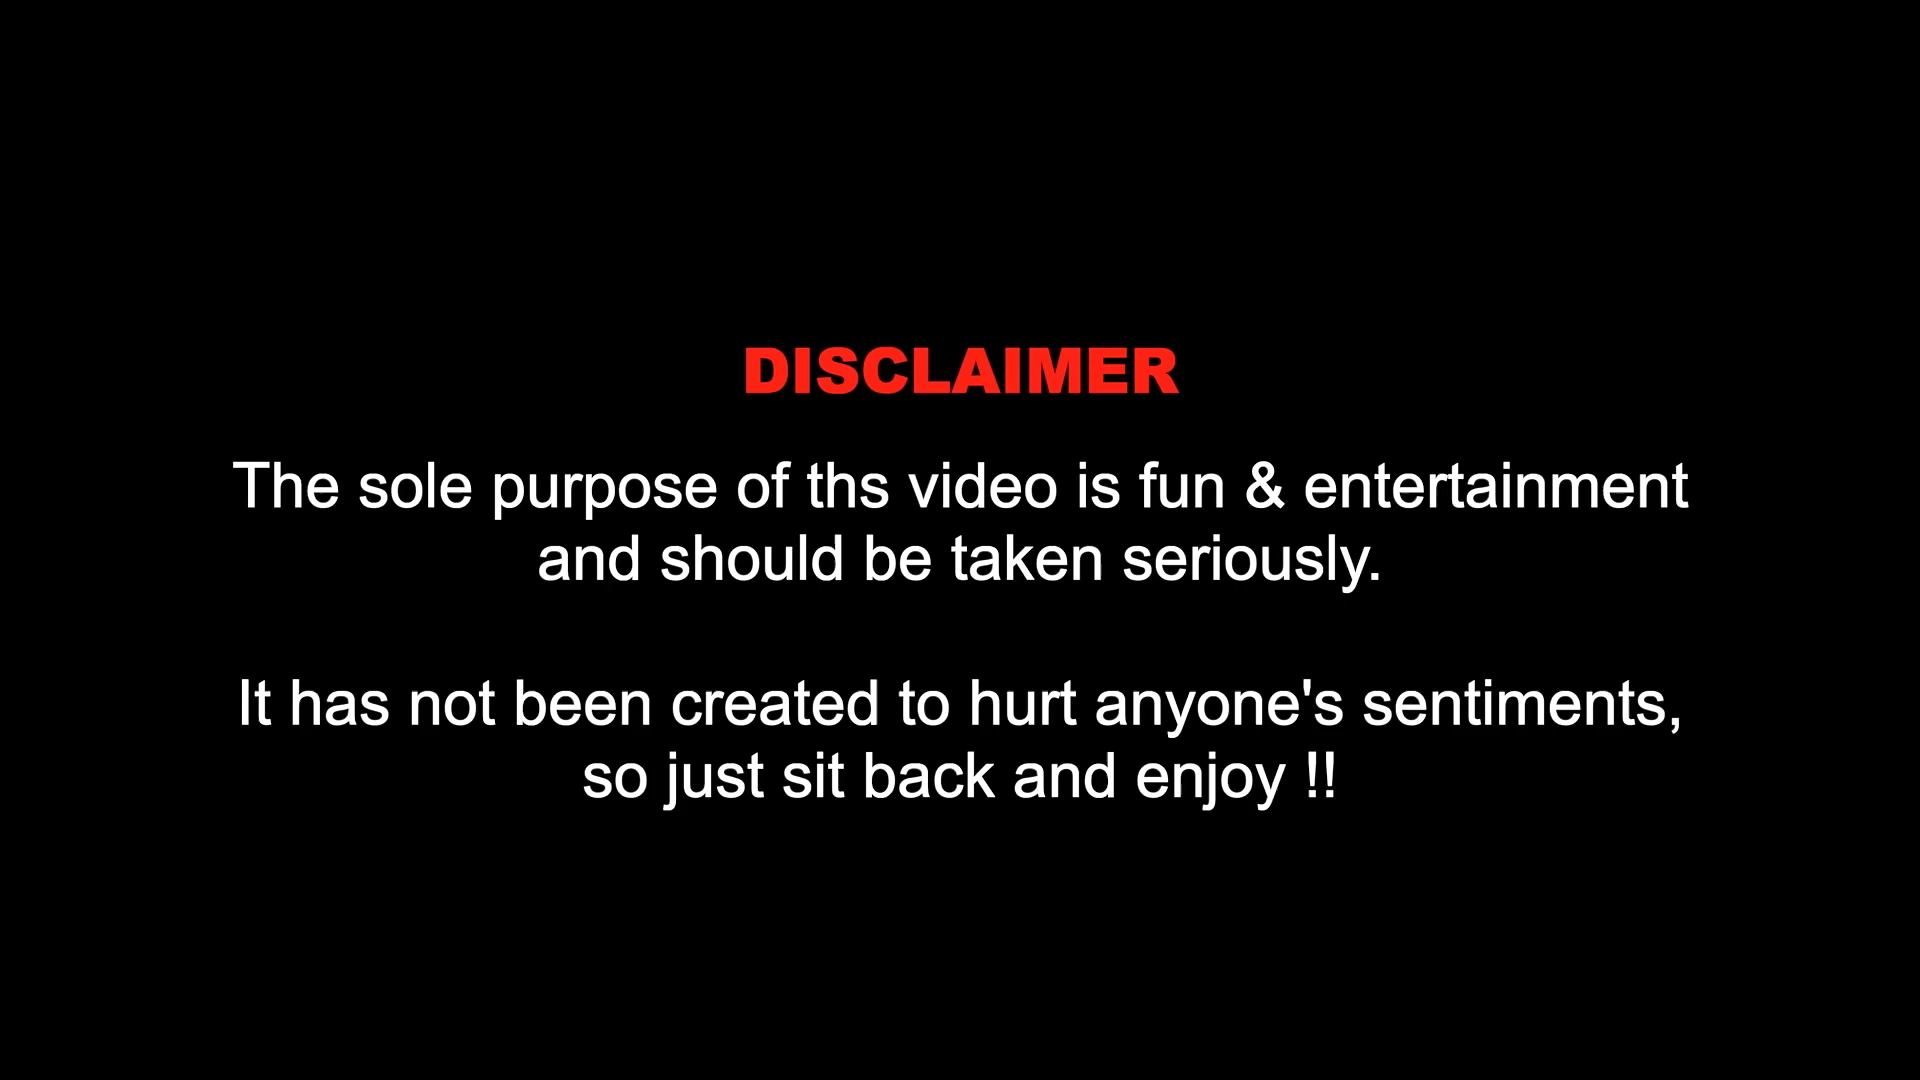 DISCLAIMER
The sole purpose of ths video is fun & entertainment
and should be taken seriously.
It has not been created to hurt anyone's sentiments,
so just sit back and enjoy !!